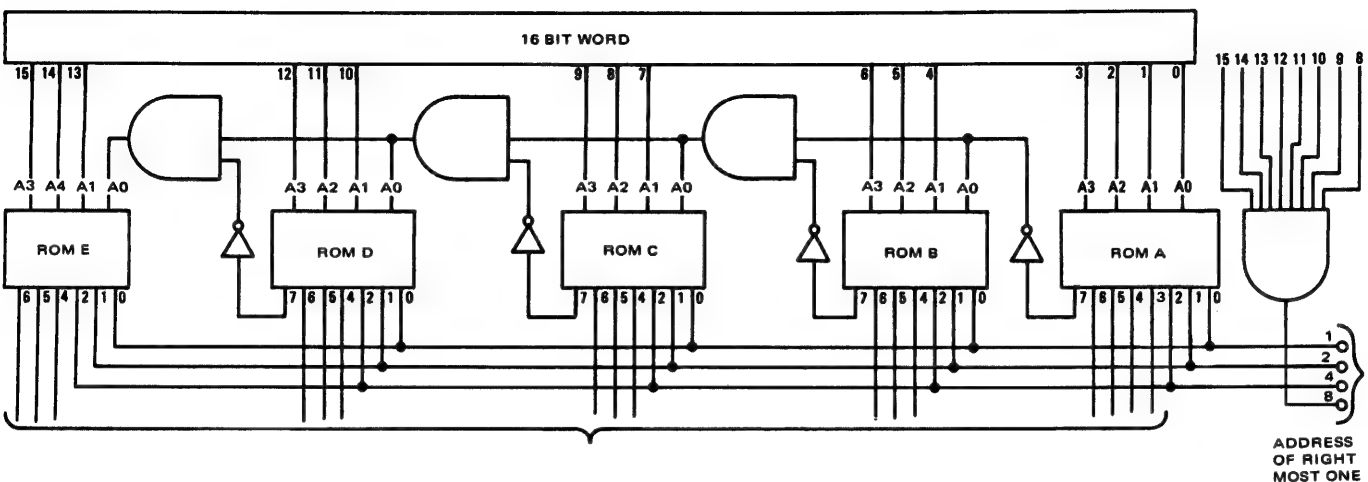 16 BIT WORD
15 14 13 12 11 10 9 8 7 6 5 4 3 2 1 0
15 14 13 12 11 10 9 8
A3 A4 A1 A0 A3 A2 A1 A0 A3 A2 A1 A0 A3 A2 A1 A0 A3 A2 A1 A0
ROM E ROM D ROM C ROM B ROM A
6 5 4 2 1 0 7 6 5 4 2 1 0 7 6 5 4 2 1 0 7 6 5 4 2 1 0 7 6 5 4 3 2 1 0
1
2
4
8
ADDRESS
OF RIGHT
MOST ONE